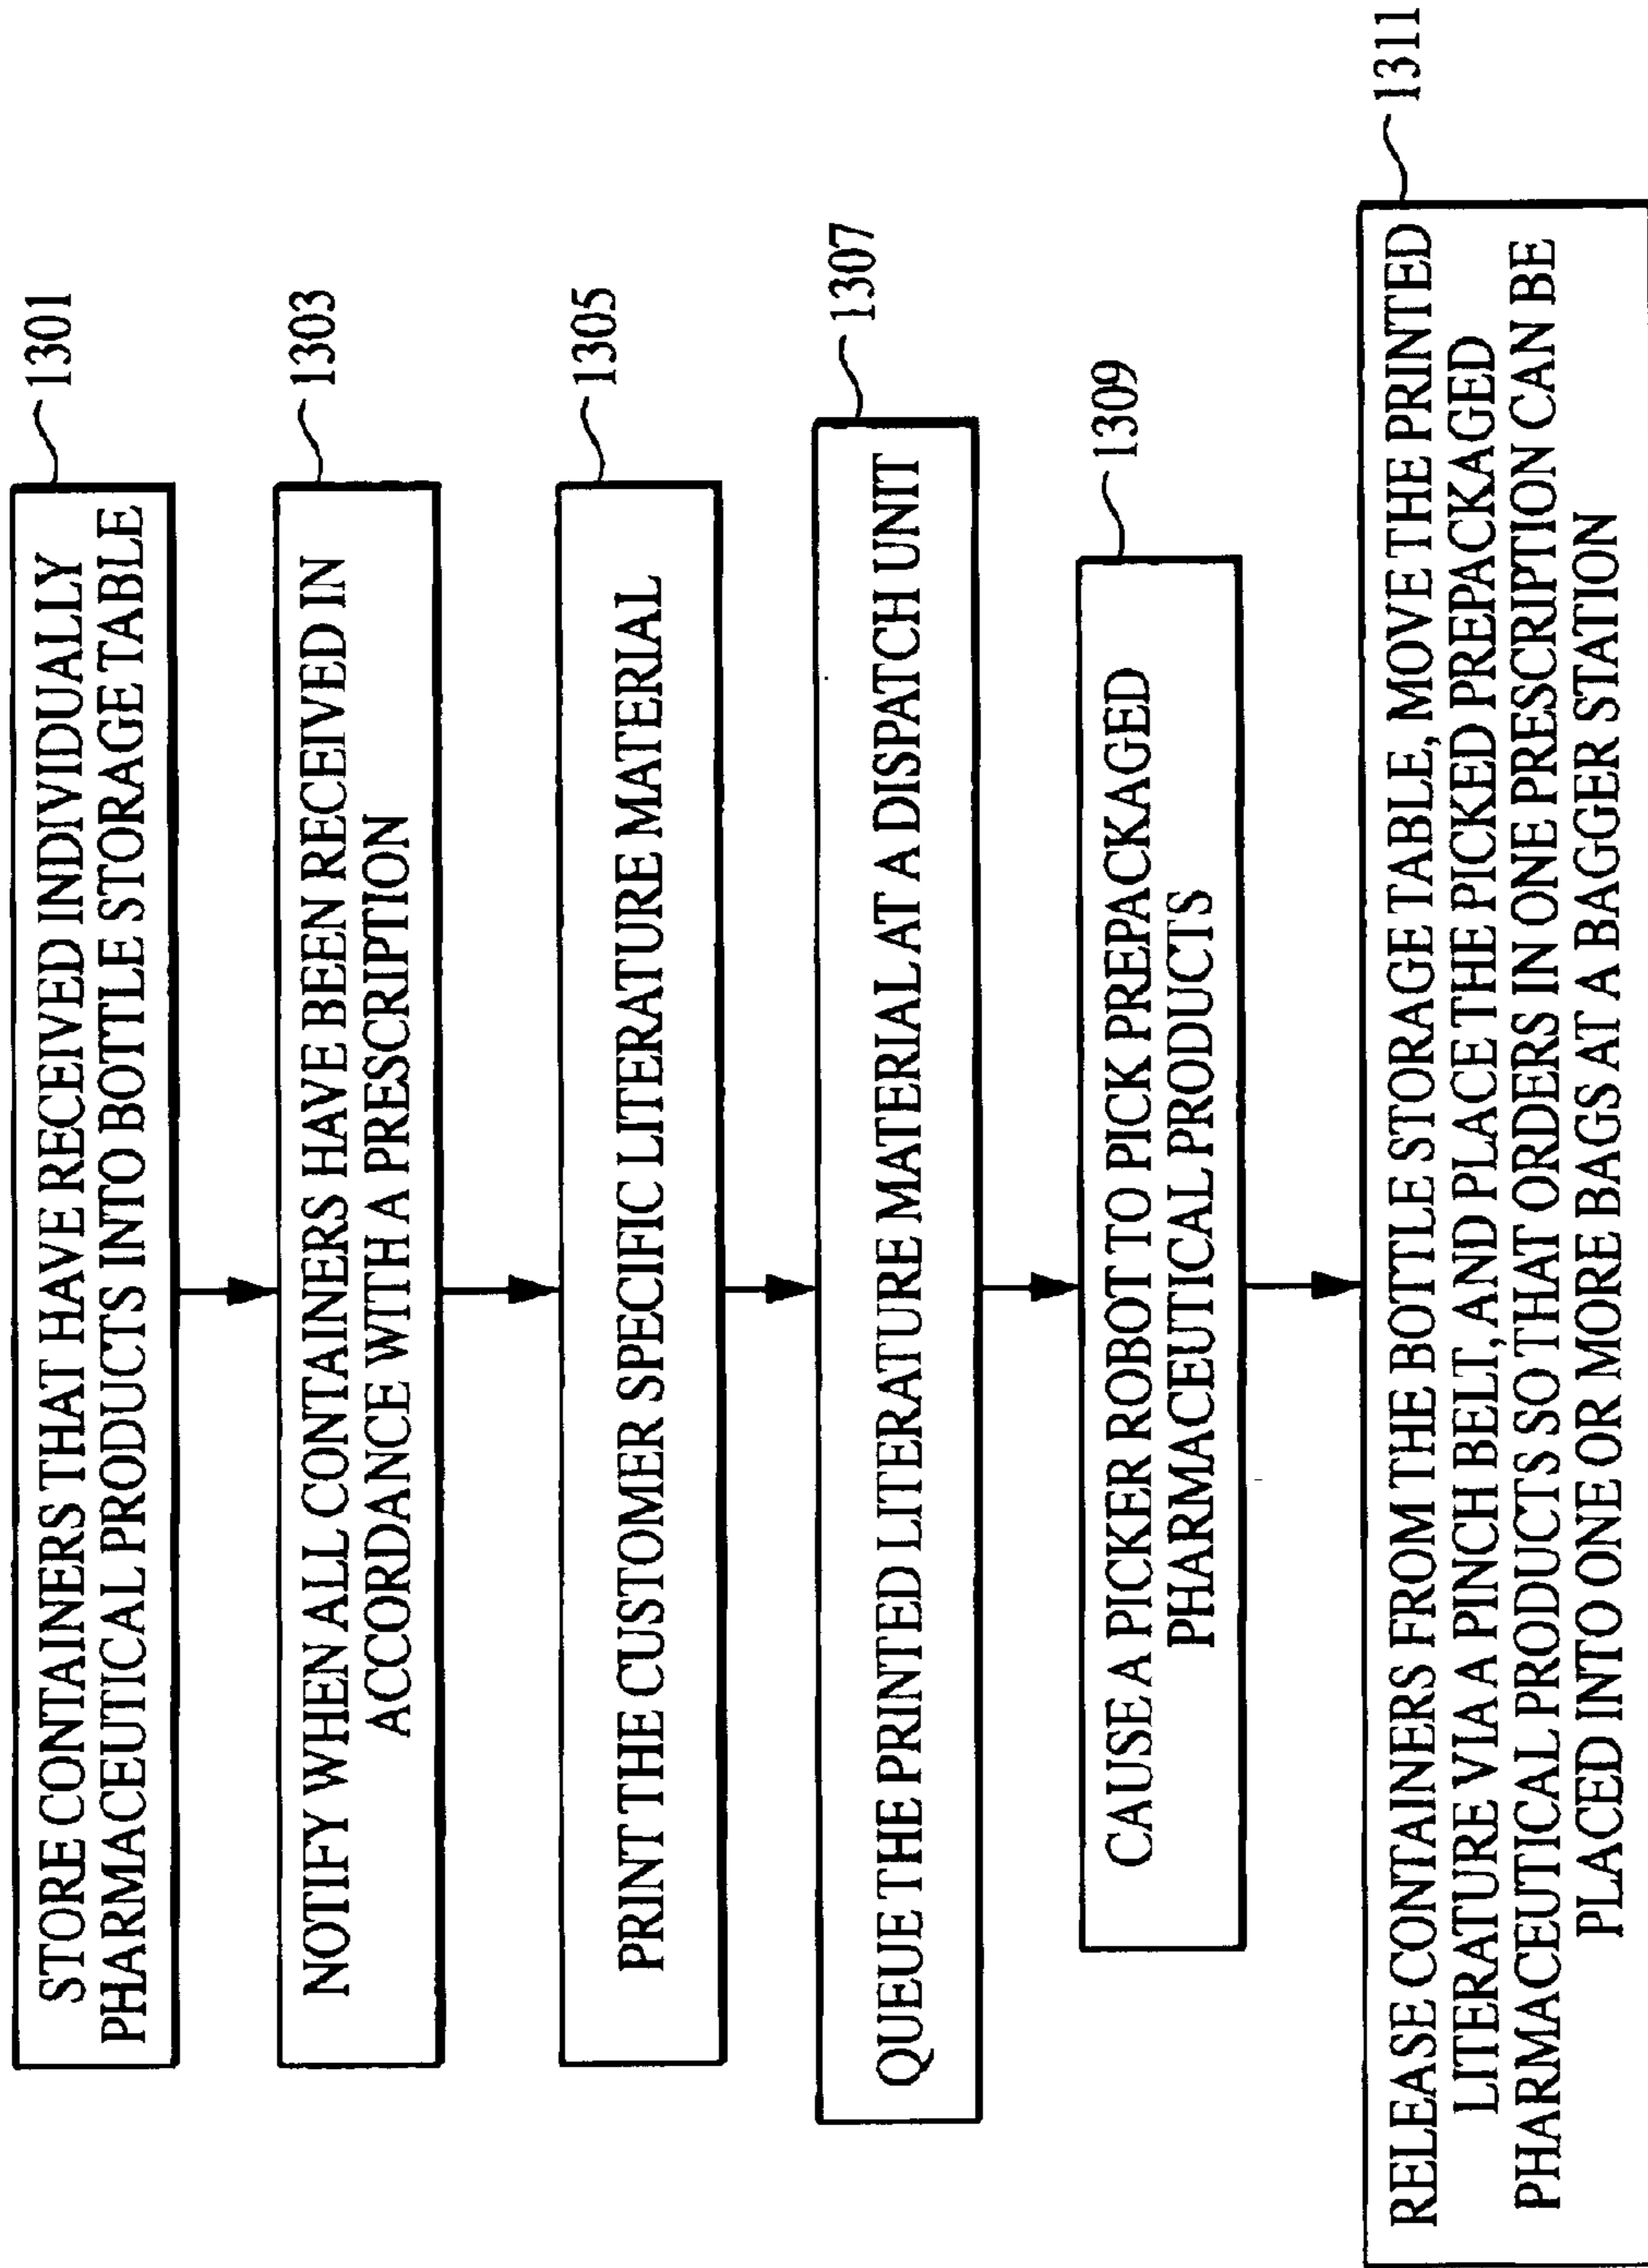 STORE CONTAINERS THAT HAVE RECEIVED INDIVIDUALLY
PHARMACEUTICAL PRODUCTS INTO BOTTLE STORAGE TABLE
1301
NOTIFY WHEN ALL CONTAINERS HAVE BEEN RECEIVED IN
ACCORDANCE WITH A PRESCRIPTION
1303
PRINT THE CUSTOMER SPECIFIC LITERATURE MATERIAL
1305
QUEUE THE PRINTED LITERATURE MATERIAL AT A DISPATCH UNIT
1307
CAUSE A PICKER ROBOT TO PICK PREPACKAGED
PHARMACEUTICAL PRODUCTS
1309
RELEASE CONTAINERS FROM THE BOTTLE STORAGE TABLE, MOVE THE PRINTED
LITERATURE VIA A PINCH BELT, AND PLACE THE PICKED PREPACKAGED
PHARMACEUTICAL PRODUCTS SO THAT ORDERS IN ONE PRESCRIPTION CAN BE
PLACED INTO ONE OR MORE BAGS AT A BAGGER STATION
1311